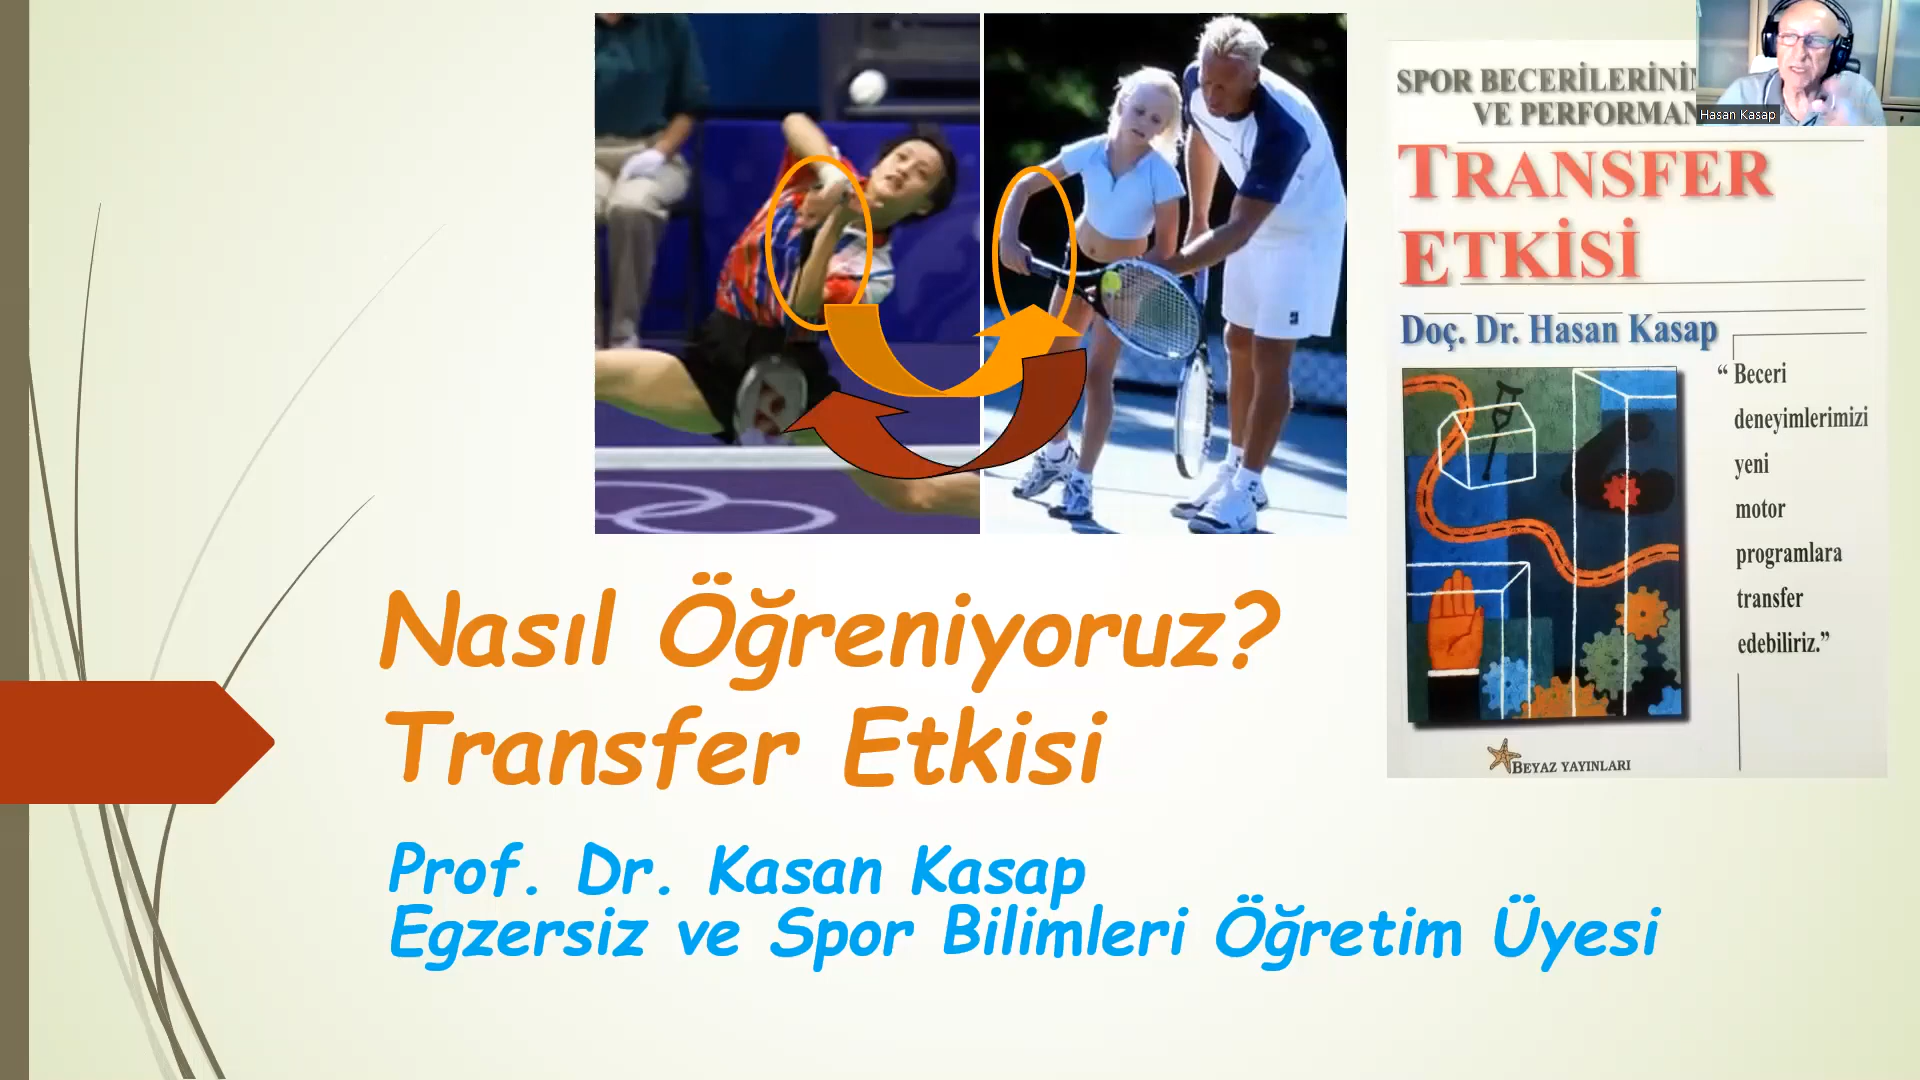 SPOR BECERİLERİNİN
VE PERFORMAN
Hasan Kasap
TRANSFER
ETKİSİ
Doç. Dr. Hasan Kasap
“ Beceri
deneyimlerimizi
yeni
motor
programlara
transfer
edebiliriz.”
BEYAZ YAYINLARI
Nasıl Öğreniyoruz?
Transfer Etkisi
Prof. Dr. Kasan Kasap
Egzersiz ve Spor Bilimleri Öğretim Üyesi